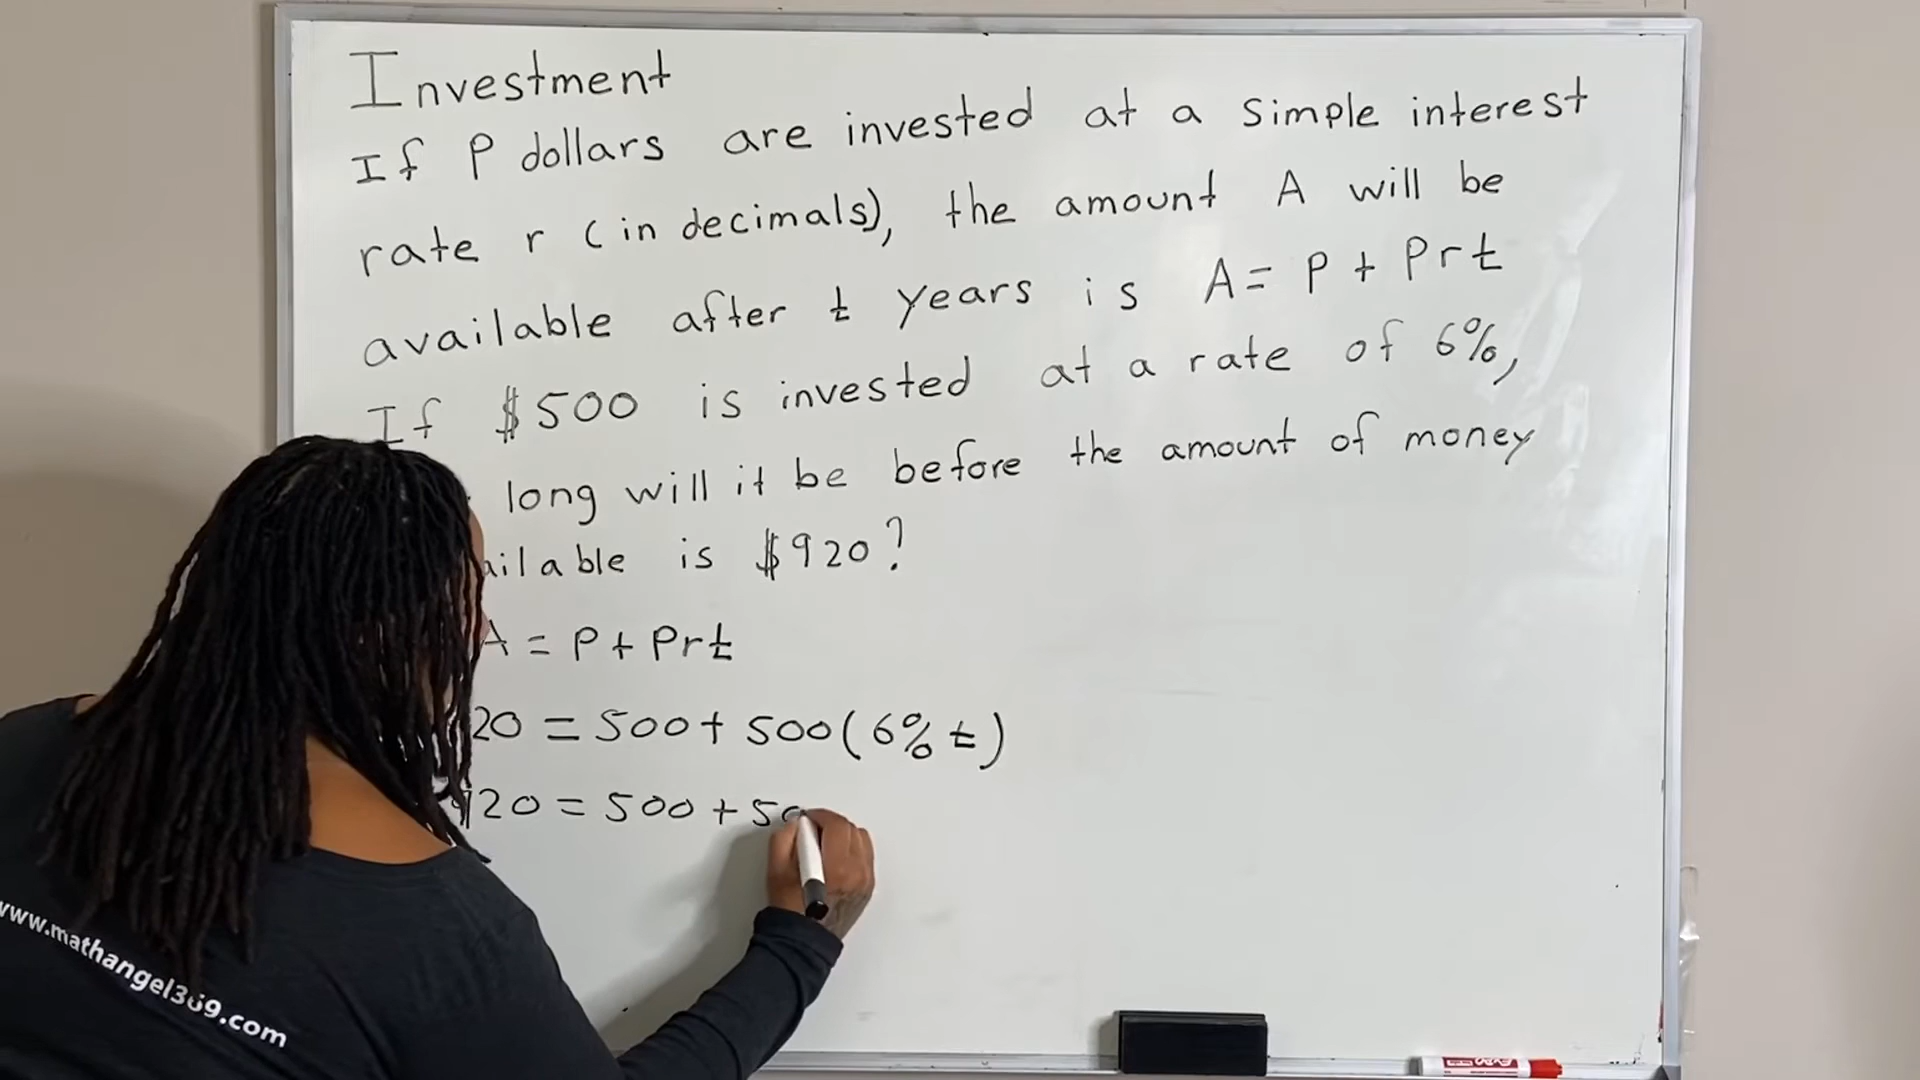 Investment
If P dollars are invested at a simple interest
rate r (in decimals), the amount A will be
available after t years is A = P + Prt
If $500 is invested at a rate of 6%,
long will it be before the amount of money
ailable is $920?
A = P + Prt
20 = 500 + 500(6% t)
920 = 500 + 50
www.mathangel369.com